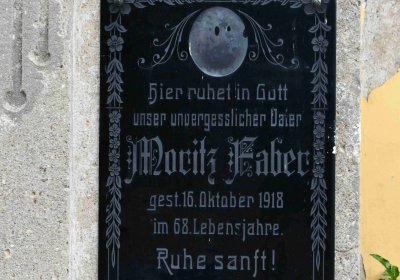 Hier ruhet in Gott
unser unvergesslicher Vater
Moritz Faber
gest. 16. Oktober 1918
im 68. Lebensjahre.
Ruhe sanft!